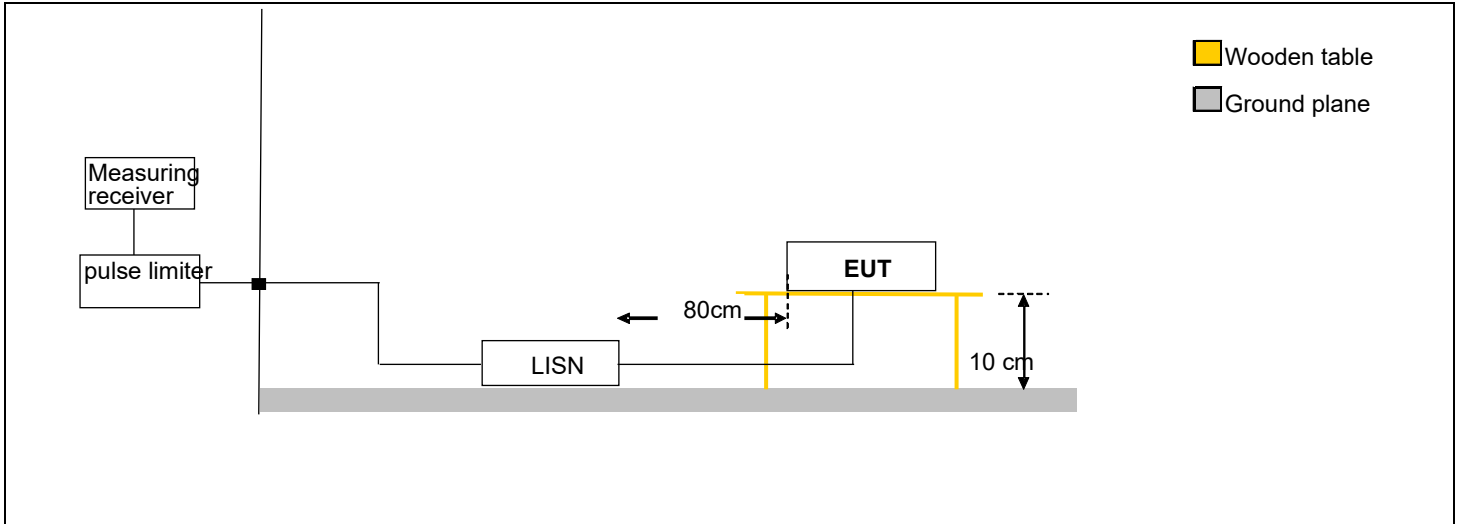 Wooden table
Ground plane
Measuring
receiver
pulse limiter
EUT
80cm
LISN
10 cm